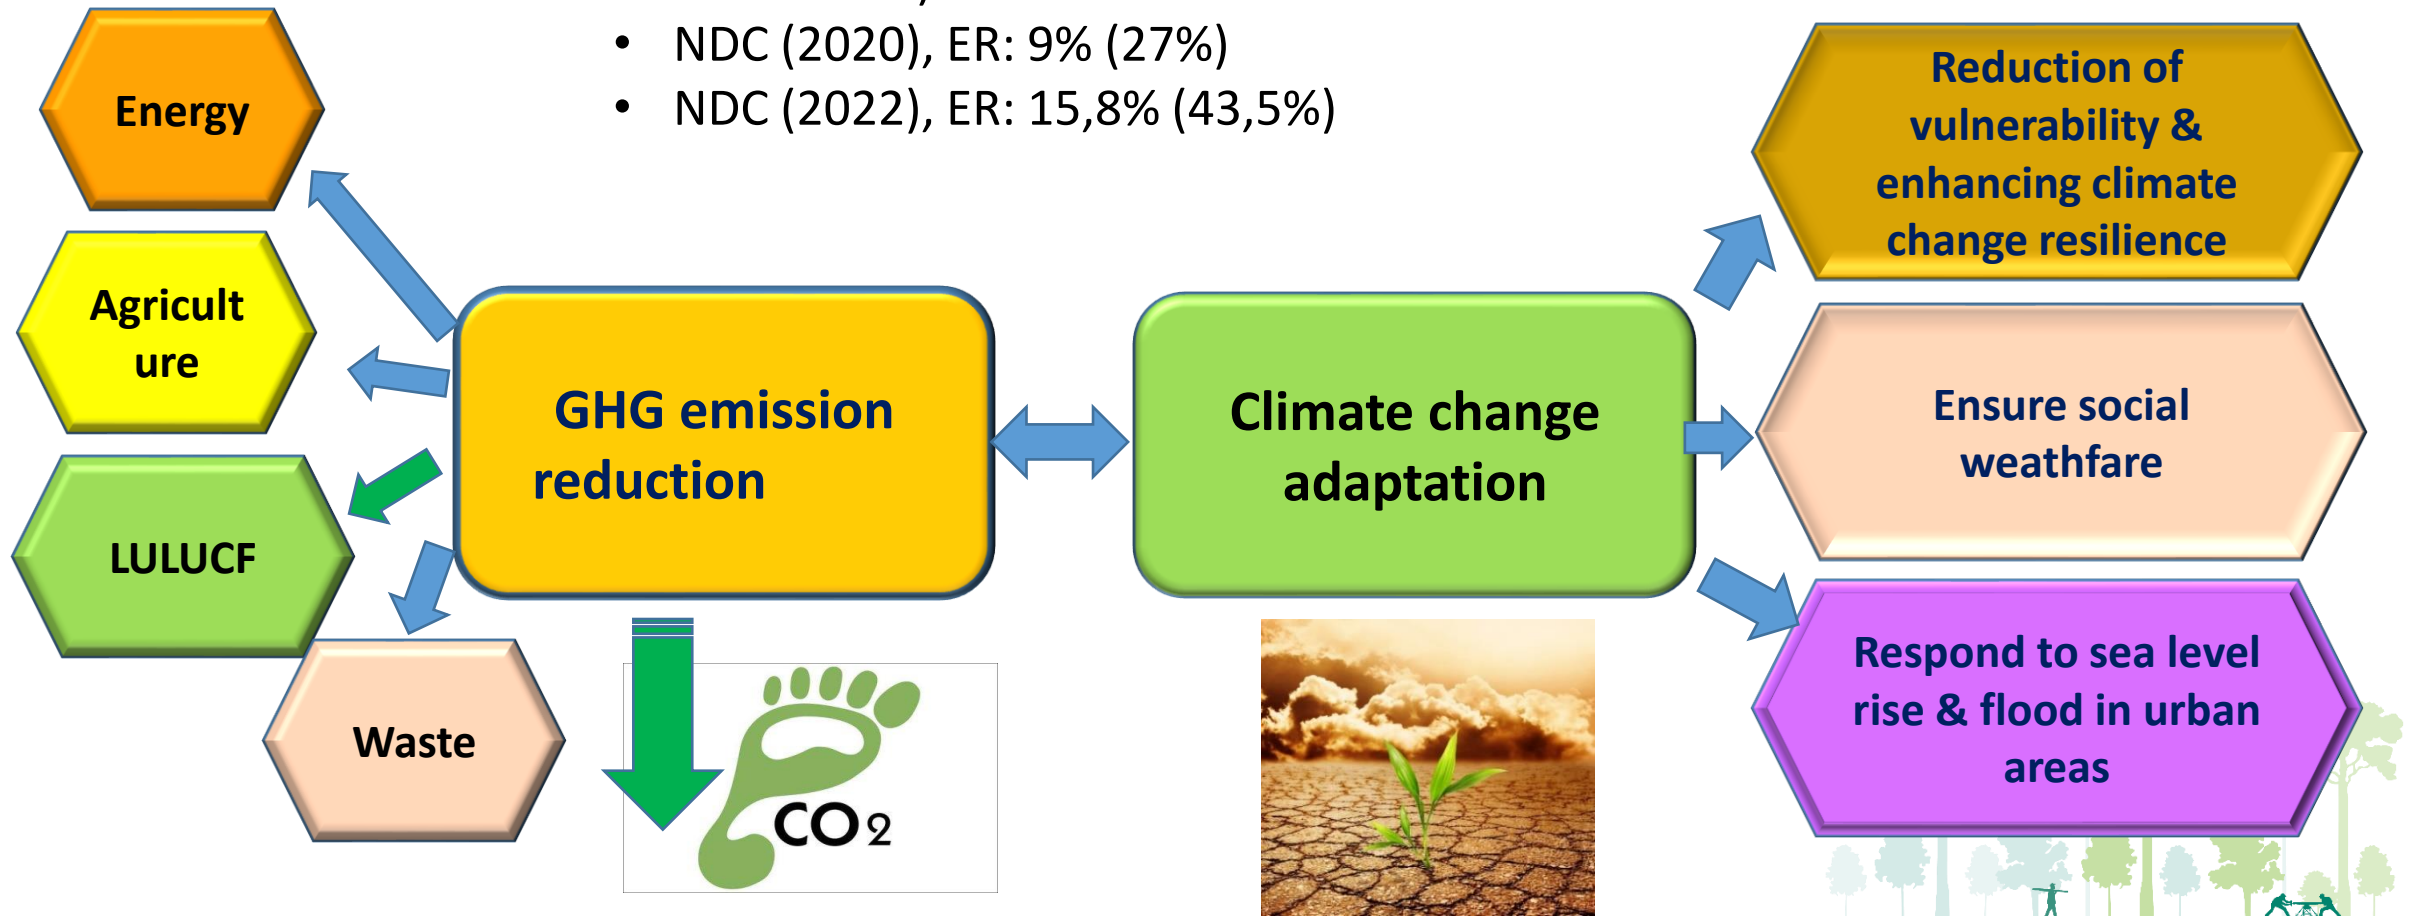 • NDC (2020), ER: 9% (27%)
• NDC (2022), ER: 15,8% (43,5%)
Energy
Agricult
ure
LULUCF
Waste
GHG emission
reduction
CO2
Climate change
adaptation
Reduction of
vulnerability &
enhancing climate
change resilience
Ensure social
weathfare
Respond to sea level
rise & flood in urban
areas